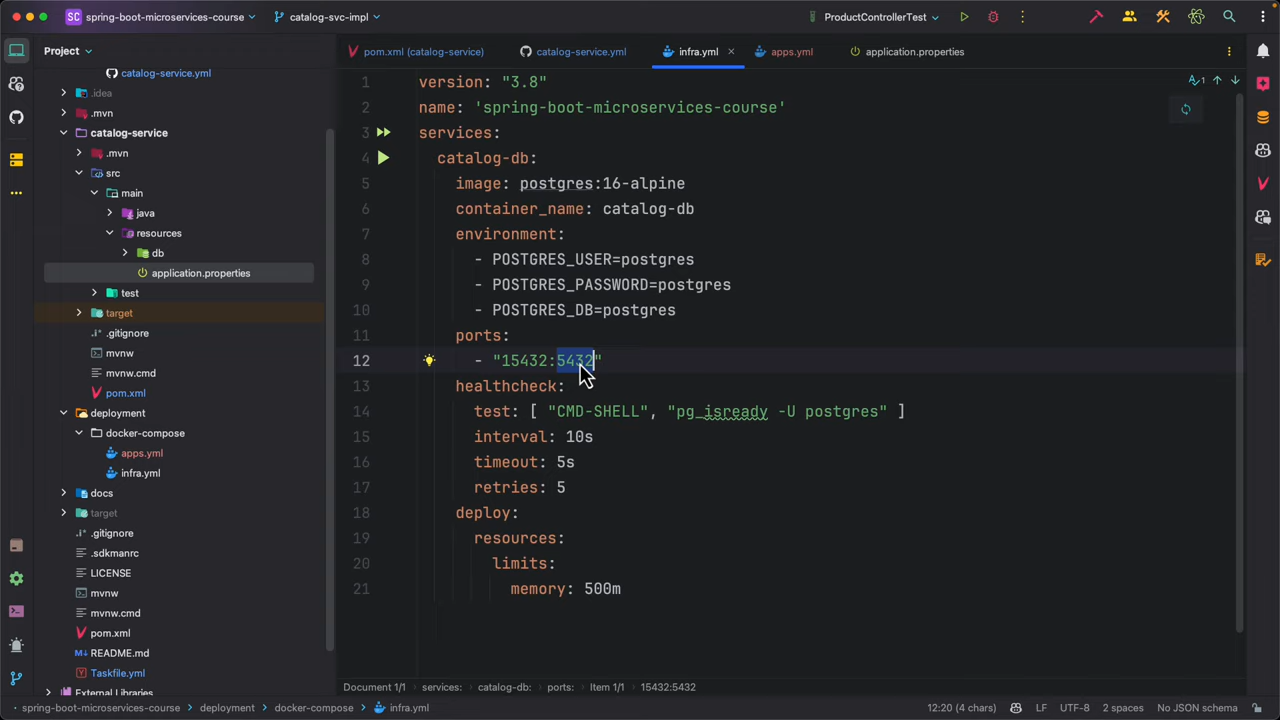 SC spring-boot-microservices-course
catalog-svc-impl
ProductControllerTest
Project
pom.xml (catalog-service)
catalog-service.yml
infra.yml
apps.yml
application.properties
catalog-service.yml
.idea
.mvn
catalog-service
.mvn
src
main
java
resources
db
application.properties
test
target
.gitignore
mvnw
mvnw.cmd
pom.xml
deployment
docker-compose
apps.yml
infra.yml
docs
target
.gitignore
.sdkmanrc
LICENSE
mvnw
mvnw.cmd
pom.xml
README.md
Taskfile.yml
External Libraries
1 version: "3.8"
2 name: 'spring-boot-microservices-course'
3 services:
4 catalog-db:
5 image: postgres:16-alpine
6 container_name: catalog-db
7 environment:
8 - POSTGRES_USER=postgres
9 - POSTGRES_PASSWORD=postgres
10 - POSTGRES_DB=postgres
11 ports:
12 - "15432:5432"
13 healthcheck:
14 test: [ "CMD-SHELL", "pg_isready -U postgres" ]
15 interval: 10s
16 timeout: 5s
17 retries: 5
18 deploy:
19 resources:
20 limits:
21 memory: 500m
1
Document 1/1 › services: › catalog-db: › ports: › Item 1/1 › 15432:5432
spring-boot-microservices-course › deployment › docker-compose › infra.yml
12:20 (4 chars) LF UTF-8 2 spaces No JSON schema